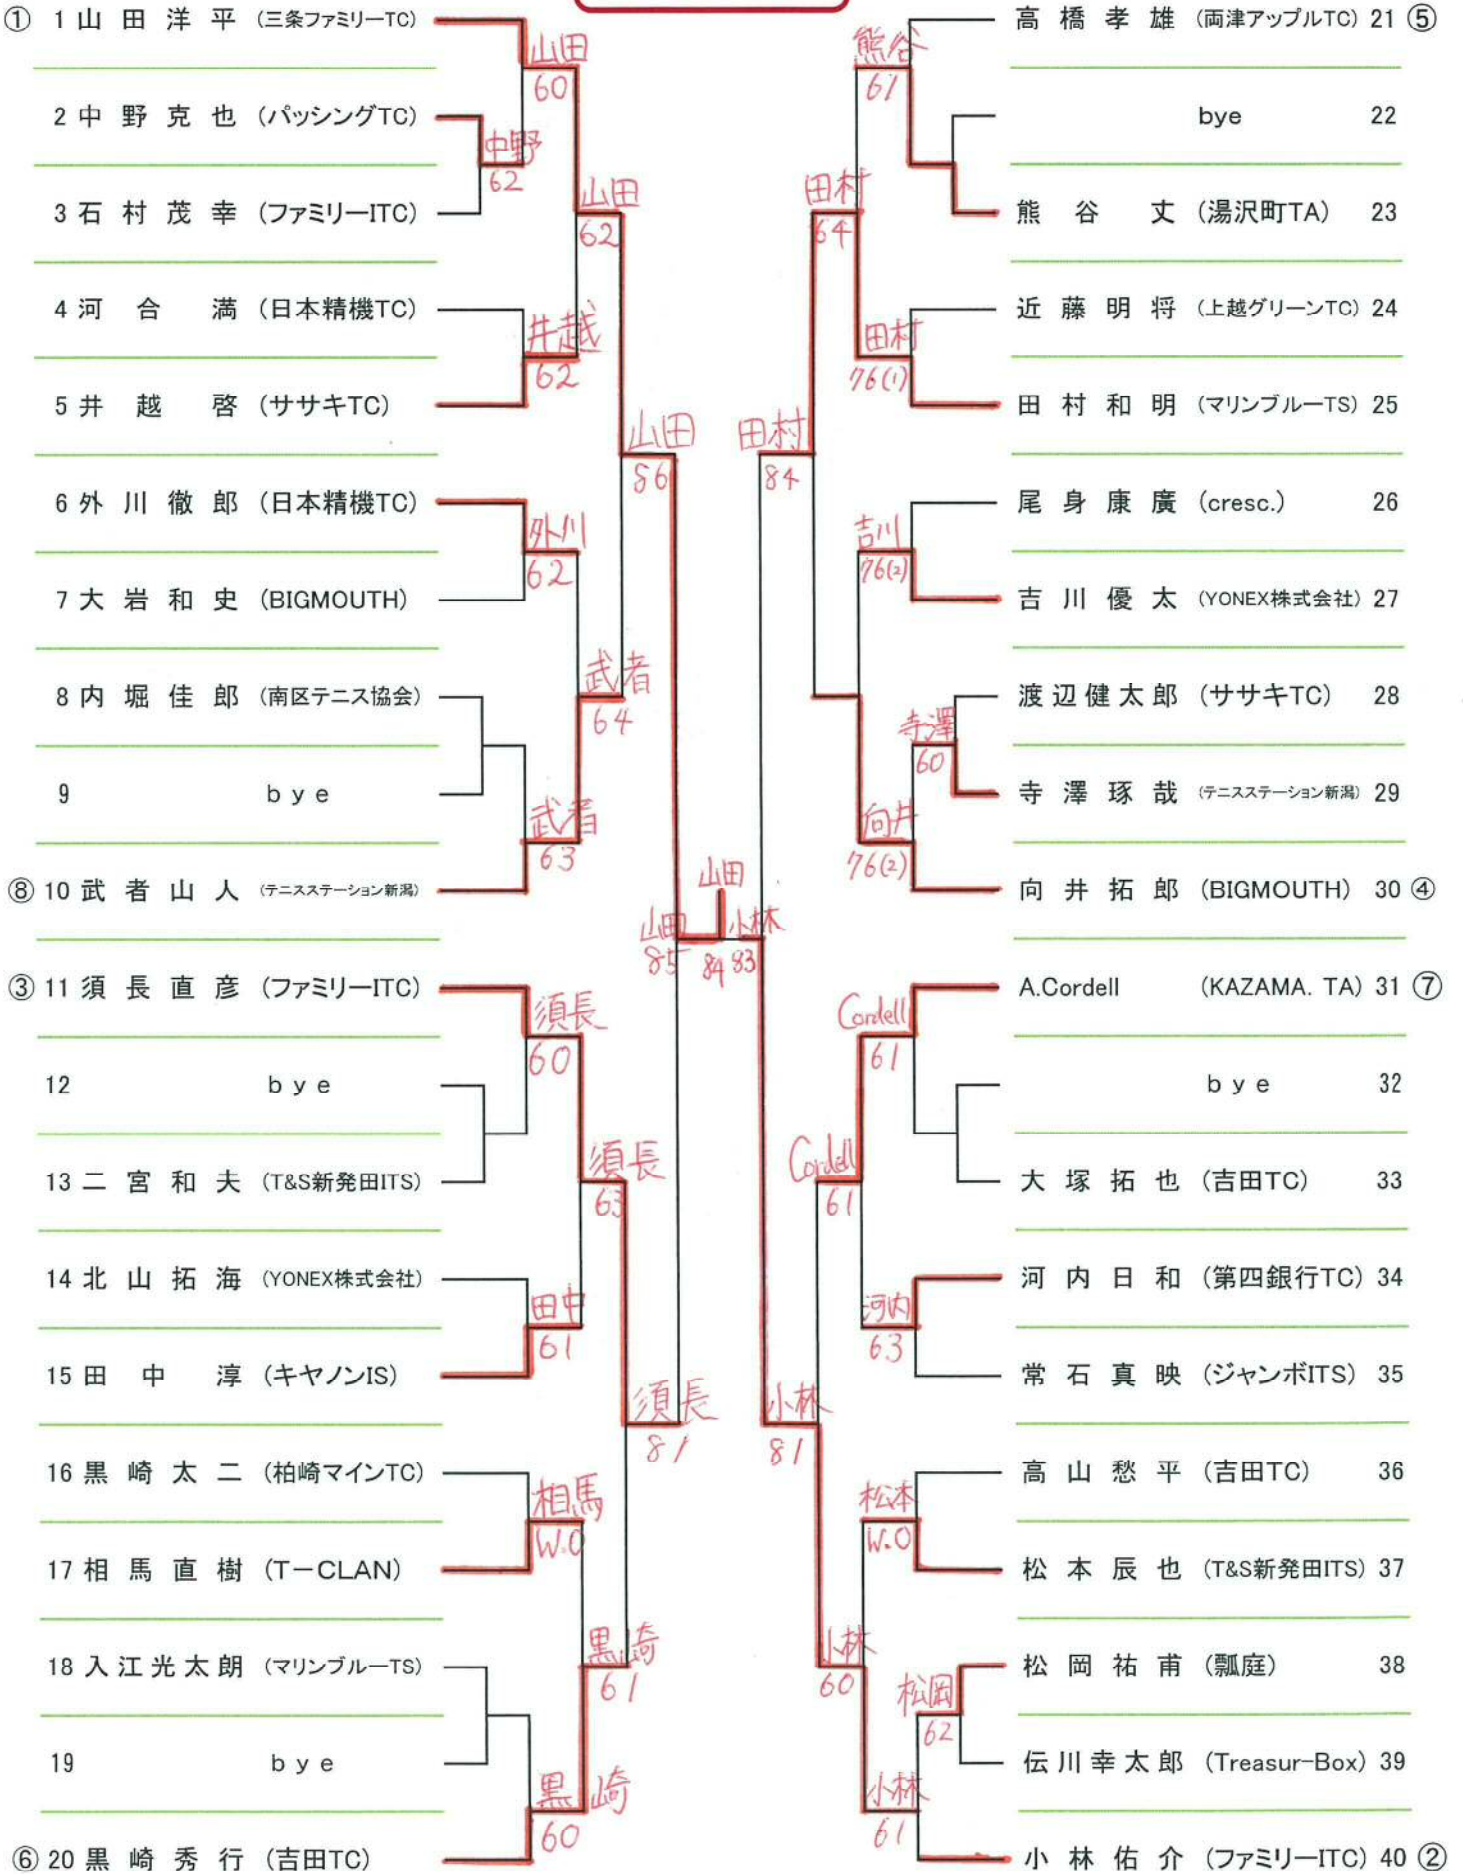 ① 1 山田洋平 (三条ファミリーTC)
2 中野克也 (パッシングTC)
3 石村茂幸 (ファミリーITC)
4 河合 満 (日本精機TC)
5 井越 啓 (ササキTC)
6 外川徹郎 (日本精機TC)
7 大岩和史 (BIGMOUTH)
8 内堀佳郎 (南区テニス協会)
9 bye
⑧ 10 武者山人 (テニスステーション新潟)
③ 11 須長直彦 (ファミリーITC)
12 bye
13 二宮和夫 (T&S新発田ITS)
14 北山拓海 (YONEX株式会社)
15 田中 淳 (キヤノンIS)
16 黒崎太二 (柏崎マインTC)
17 相馬直樹 (T-CLAN)
18 入江光太朗 (マリンブルーTS)
19 bye
⑥ 20 黒崎秀行 (吉田TC)
山田
60
中野
62
山田
62
井越
62
山田
86
外川
62
武者
64
武者
63
須長
60
須長
63
田中
61
須長
81
相馬
W.O
黒崎
61
黒崎
60
山田
山田
85
84
小林
83
熊谷
61
田村
64
田村
76(1)
田村
84
吉川
76(2)
寺澤
60
向井
76(2)
Cordell
61
Cordell
61
河内
63
小林
81
松本
W.O
小林
60
松岡
62
小林
61
高橋孝雄 (両津アップルTC) 21 ⑤
bye 22
熊谷 丈 (湯沢町TA) 23
近藤明将 (上越グリーンTC) 24
田村和明 (マリンブルーTS) 25
尾身康廣 (cresc.) 26
吉川優太 (YONEX株式会社) 27
渡辺健太郎 (ササキTC) 28
寺澤琢哉 (テニスステーション新潟) 29
向井拓郎 (BIGMOUTH) 30 ④
A.Cordell (KAZAMA. TA) 31 ⑦
bye 32
大塚拓也 (吉田TC) 33
河内日和 (第四銀行TC) 34
常石真映 (ジャンボITS) 35
高山愁平 (吉田TC) 36
松本辰也 (T&S新発田ITS) 37
松岡祐甫 (瓢庭) 38
伝川幸太郎 (Treasur-Box) 39
小林佑介 (ファミリーITC) 40 ②